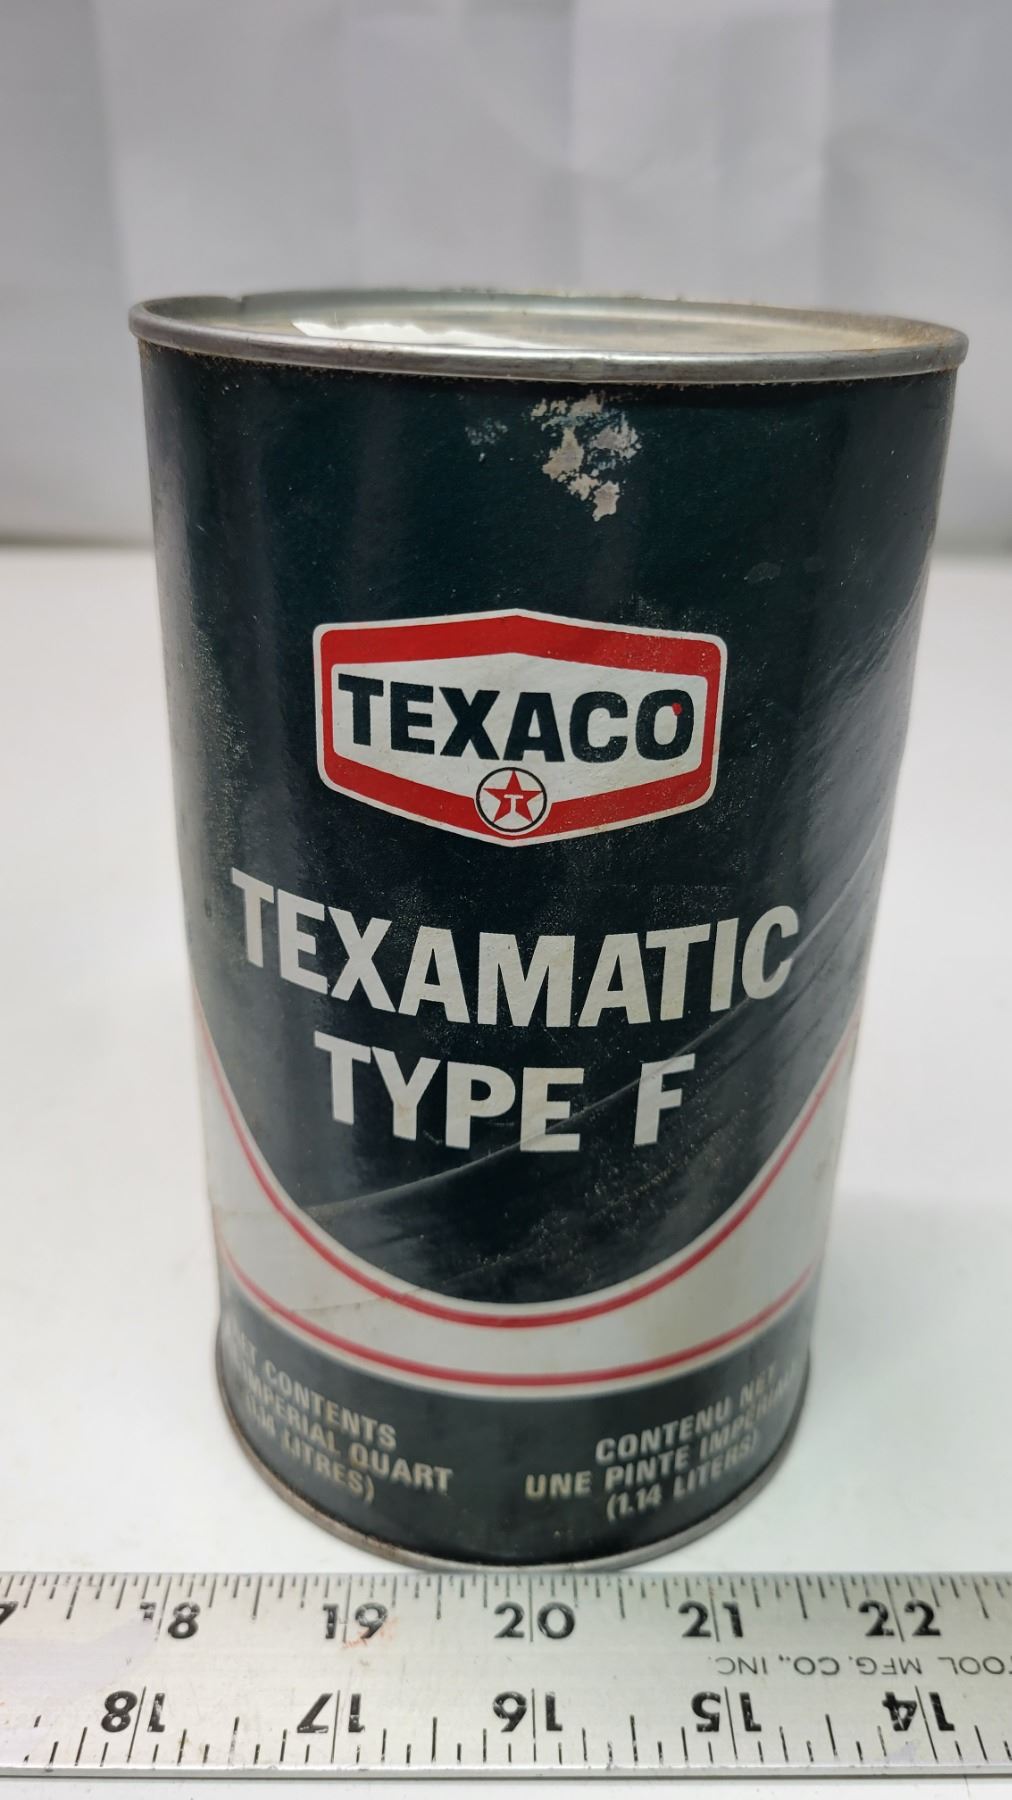 TEXACO
T
TEXAMATIC
TYPE F
CONTENTS
IMPERIAL QUART
LITRES)
CONTENU NET
UNE PINTE IMPÉRIALE
(1.14 LITERS)
18 19 20 21 22
TOOL MFG. CO., INC.
14 15 16 17 18